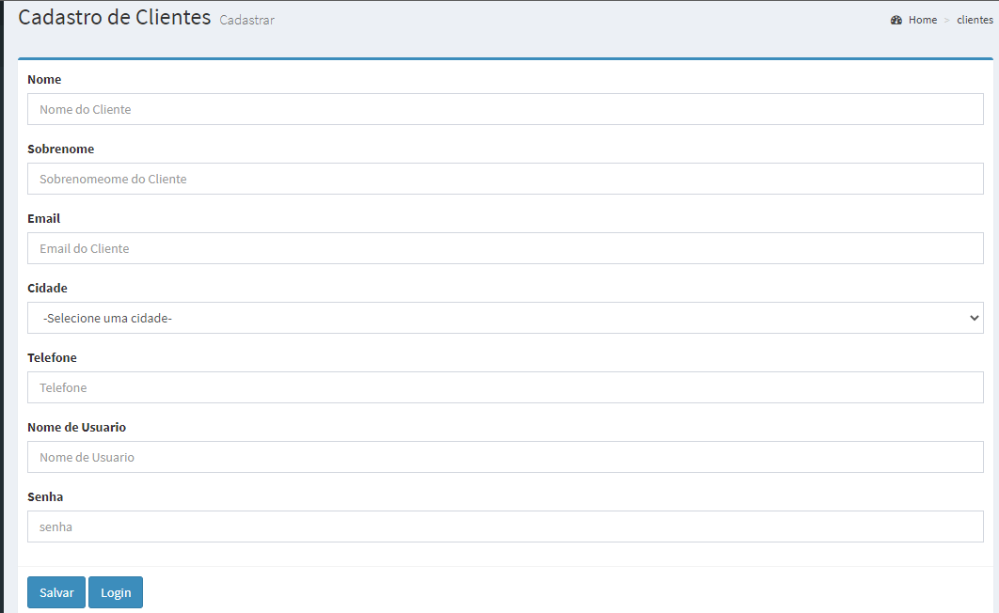 Cadastro de Clientes Cadastrar
Home > clientes
Nome
Nome do Cliente
Sobrenome
Sobrenomeome do Cliente
Email
Email do Cliente
Cidade
-Selecione uma cidade-
Telefone
Telefone
Nome de Usuario
Nome de Usuario
Senha
senha
Salvar Login